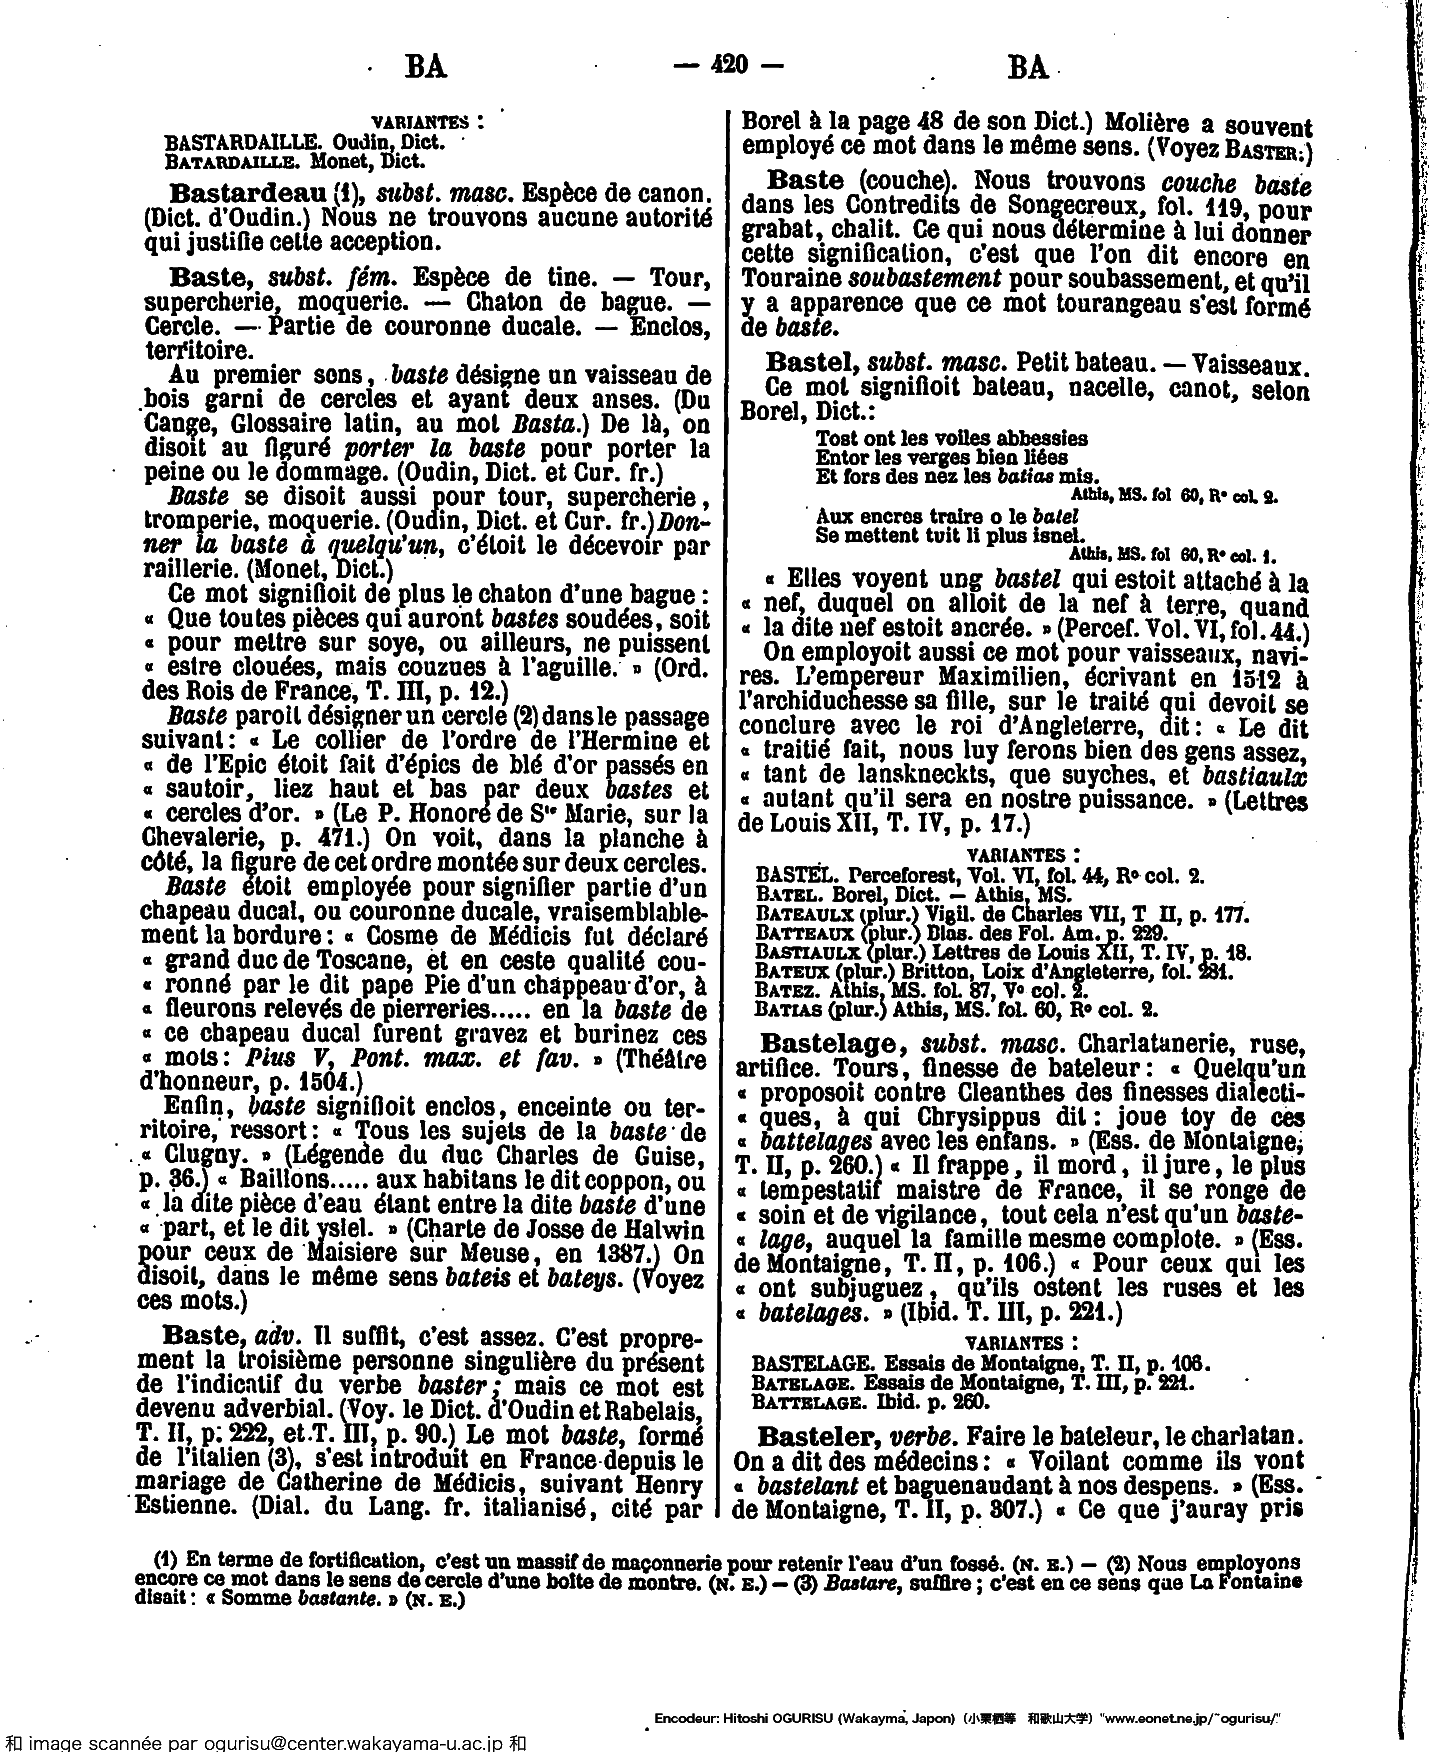 BA
— 420 —
BA
VARIANTES :
BASTARDAILLE. Oudin, Dict.
BATARDAILLE. Monet, Dict.
Bastardeau (1), subst. masc. Espèce de canon.
(Dict. d'Oudin.) Nous ne trouvons aucune autorité
qui justifie cette acception.
Baste, subst. fém. Espèce de tine. — Tour,
supercherie, moquerie. — Chaton de bague. —
Cercle. — Partie de couronne ducale. — Enclos,
territoire.
Au premier sens, baste désigne un vaisseau de
bois garni de cercles et ayant deux anses. (Du
Cange, Glossaire latin, au mot Basta.) De là, on
disoit au figuré porter la baste pour porter la
peine ou le dommage. (Oudin, Dict. et Cur. fr.)
Baste se disoit aussi pour tour, supercherie,
tromperie, moquerie. (Oudin, Dict. et Cur. fr.) Don-
ner la baste à quelqu'un, c'étoit le décevoir par
raillerie. (Monet, Dict.)
Ce mot signifioit de plus le chaton d'une bague :
« Que toutes pièces qui auront bastes soudées, soit
« pour mettre sur soye, ou ailleurs, ne puissent
« estre clouées, mais couzues à l'aguille. » (Ord.
des Rois de France, T. III, p. 12.)
Baste paroit désigner un cercle (2) dans le passage
suivant : « Le collier de l'ordre de l'Hermine et
« de l'Epic étoit fait d'épics de blé d'or passés en
« sautoir, liez haut et bas par deux bastes et
« cercles d'or. » (Le P. Honoré de Ste Marie, sur la
Chevalerie, p. 471.) On voit, dans la planche à
côté, la figure de cet ordre montée sur deux cercles.
Baste étoit employée pour signifier partie d'un
chapeau ducal, ou couronne ducale, vraisemblable-
ment la bordure : « Cosme de Médicis fut déclaré
« grand duc de Toscane, et en ceste qualité cou-
« ronné par le dit pape Pie d'un chappeau d'or, à
« fleurons relevés de pierreries..... en la baste de
« ce chapeau ducal furent gravez et burinez ces
« mots : Pius V, Pont. max. et fav. » (Théâtre
d'honneur, p. 1504.)
Enfin, baste signifioit enclos, enceinte ou ter-
ritoire, ressort : « Tous les sujets de la baste de
« Clugny. » (Légende du duc Charles de Guise,
p. 36.) « Baillons..... aux habitans le dit coppon, ou
« la dite pièce d'eau étant entre la dite baste d'une
« part, et le dit yslel. » (Charte de Josse de Halwin
pour ceux de Maisiere sur Meuse, en 1387.) On
disoit, dans le même sens bateis et bateys. (Voyez
ces mots.)
Baste, adv. Il suffit, c'est assez. C'est propre-
ment la troisième personne singulière du présent
de l'indicatif du verbe baster ; mais ce mot est
devenu adverbial. (Voy. le Dict. d'Oudin et Rabelais,
T. II, p. 222, et T. III, p. 90.) Le mot baste, formé
de l'italien (3), s'est introduit en France depuis le
mariage de Catherine de Médicis, suivant Henry
Estienne. (Dial. du Lang. fr. italianisé, cité par
Borel à la page 48 de son Dict.) Molière a souvent
employé ce mot dans le même sens. (Voyez BASTER.)
Baste (couche). Nous trouvons couche baste
dans les Contredits de Songecreux, fol. 119, pour
grabat, chalit. Ce qui nous détermine à lui donner
cette signification, c'est que l'on dit encore en
Touraine soubastement pour soubassement, et qu'il
y a apparence que ce mot tourangeau s'est formé
de baste.
Bastel, subst. masc. Petit bateau. — Vaisseaux.
Ce mot signifioit bateau, nacelle, canot, selon
Borel, Dict. :
Tost ont les voiles abbessies
Entor les verges bien liées
Et fors des nez les batias mis.
Athis, MS. fol 60, R° col. 2.
Aux encres traire o le batel
Se mettent tuit li plus isnel.
Athis, MS. fol 60, R° col. 1.
« Elles voyent ung bastel qui estoit attaché à la
« nef, duquel on alloit de la nef à terre, quand
« la dite nef estoit ancrée. » (Percef. Vol. VI, fol. 44.)
On employoit aussi ce mot pour vaisseaux, navi-
res. L'empereur Maximilien, écrivant en 1512 à
l'archiduchesse sa fille, sur le traité qui devoit se
conclure avec le roi d'Angleterre, dit : « Le dit
« traitié fait, nous luy ferons bien des gens assez,
« tant de lansknechts, que suyches, et bastiaulx
« autant qu'il sera en nostre puissance. » (Lettres
de Louis XII, T. IV, p. 17.)
VARIANTES :
BASTEL. Perceforest, Vol. VI, fol. 44, R° col. 2.
BATEL. Borel, Dict. — Athis, MS.
BATEAULX (plur.) Vigil. de Charles VII, T II, p. 177.
BATTEAUX (plur.) Blas. des Fol. Am. p. 229.
BASTIAULX (plur.) Lettres de Louis XII, T. IV, p. 18.
BATEUX (plur.) Britton, Loix d'Angleterre, fol. 281.
BATEZ. Athis, MS. fol. 87, V° col. 2.
BATIAS (plur.) Athis, MS. fol. 60, R° col. 2.
Bastelage, subst. masc. Charlatanerie, ruse,
artifice. Tours, finesse de bateleur : « Quelqu'un
« proposoit contre Cleanthes des finesses dialecti-
« ques, à qui Chrysippus dit : joue toy de ces
« battelages avec les enfans. » (Ess. de Montaigne,
T. II, p. 260.) « Il frappe, il mord, il jure, le plus
« tempestatif maistre de France, il se ronge de
« soin et de vigilance, tout cela n'est qu'un baste-
« lage, auquel la famille mesme complote. » (Ess.
de Montaigne, T. II, p. 106.) « Pour ceux qui les
« ont subjuguez, qu'ils ostent les ruses et les
« batelages. » (Ibid. T. III, p. 221.)
VARIANTES :
BASTELAGE. Essais de Montaigne, T. II, p. 106.
BATELAGE. Essais de Montaigne, T. III, p. 221.
BATTELAGE. Ibid. p. 260.
Basteler, verbe. Faire le bateleur, le charlatan.
On a dit des médecins : « Voilant comme ils vont
« bastelant et baguenaudant à nos despens. » (Ess.
de Montaigne, T. II, p. 307.) « Ce que j'auray pris
(1) En terme de fortification, c'est un massif de maçonnerie pour retenir l'eau d'un fossé. (N. E.) — (2) Nous employons
encore ce mot dans le sens de cercle d'une boîte de montre. (N. E.) — (3) Bastare, suffire ; c'est en ce sens que La Fontaine
disait : « Somme bastante. » (N. E.)
Encodeur: Hitoshi OGURISU (Wakayma, Japon) (小栗栖等 和歌山大学) "www.eonet.ne.jp/~ogurisu/"
和 image scannée par ogurisu@center.wakayama-u.ac.jp 和